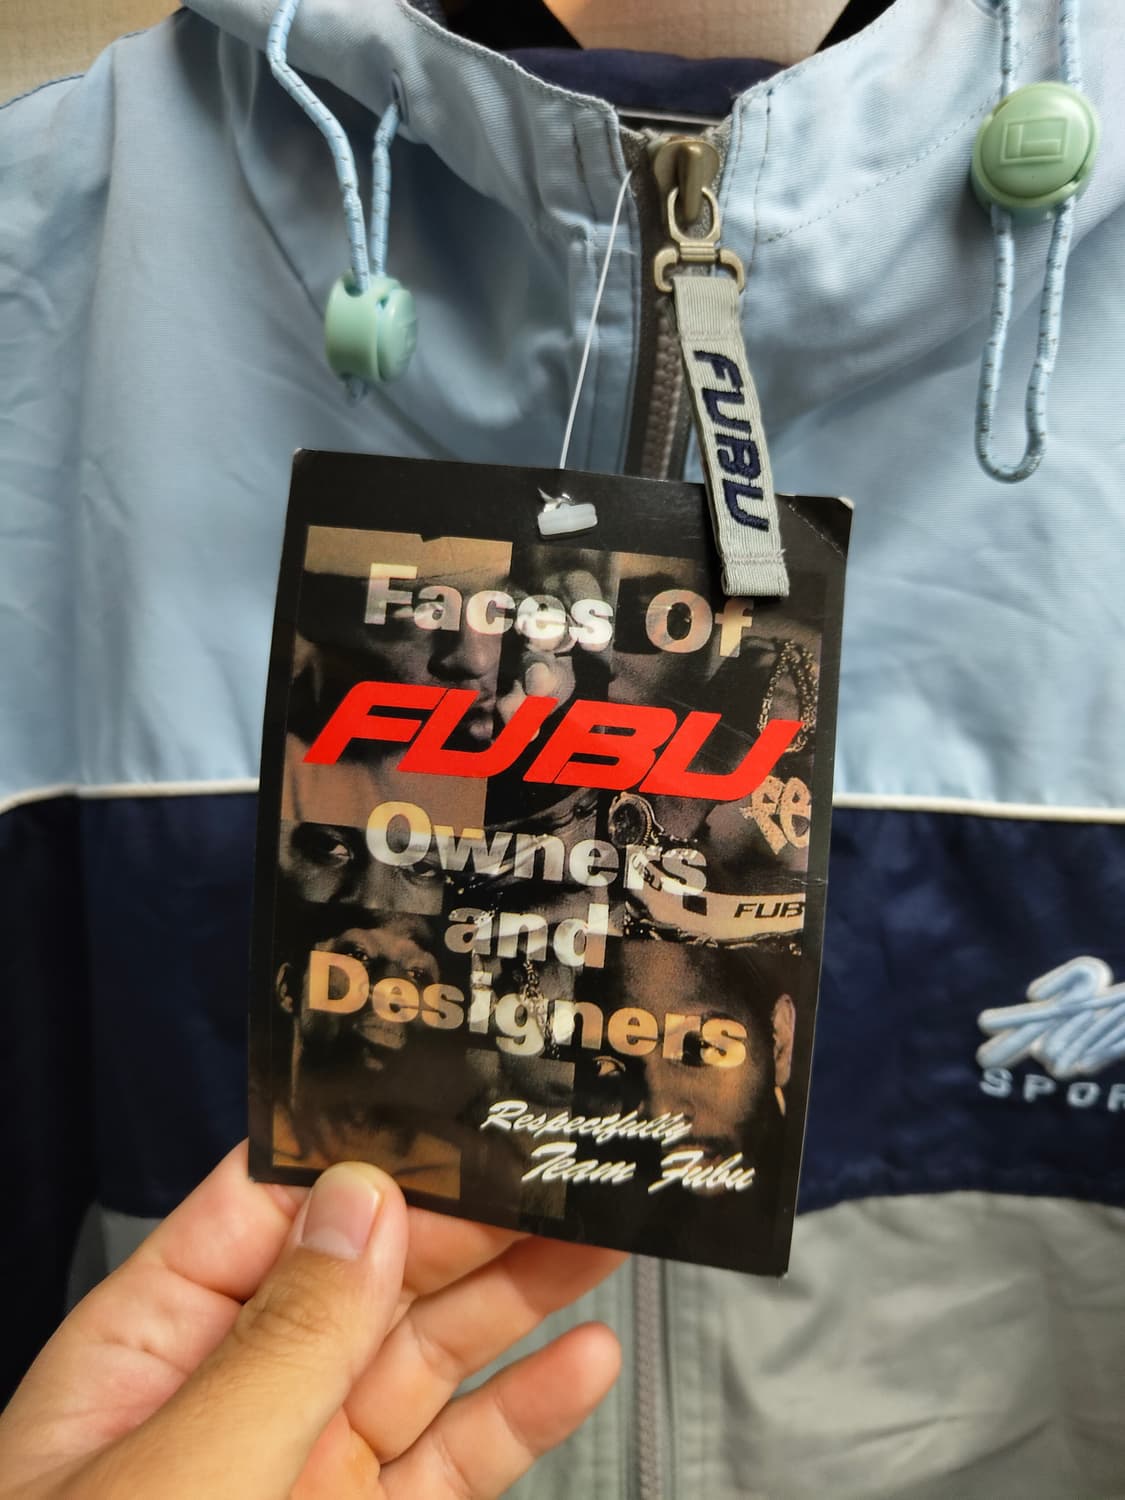 FUBU
Faces Of
FUBU
Owners
and
Designers
FUB
Respectfully
Team Fubu
SPOR